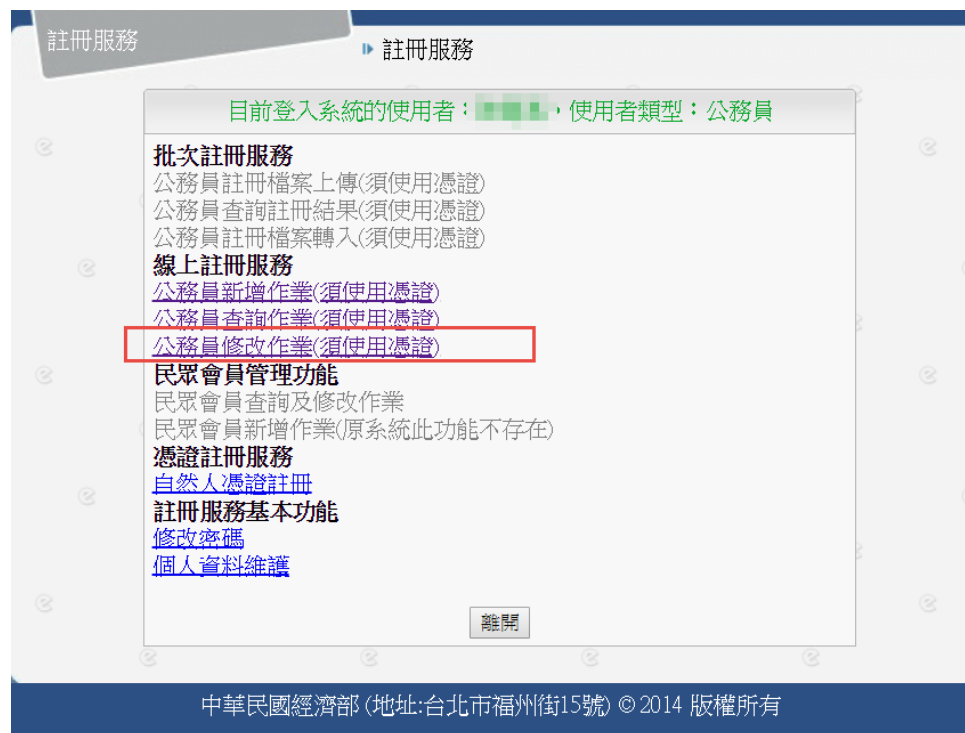 註冊服務
註冊服務
目前登入系統的使用者：，使用者類型：公務員
批次註冊服務
公務員註冊檔案上傳(須使用憑證)
公務員查詢註冊結果(須使用憑證)
公務員註冊檔案轉入(須使用憑證)
線上註冊服務
公務員新增作業(須使用憑證)
公務員查詢作業(須使用憑證)
公務員修改作業(須使用憑證)
民眾會員管理功能
民眾會員查詢及修改作業
民眾會員新增作業(原系統此功能不存在)
憑證註冊服務
自然人憑證註冊
註冊服務基本功能
修改密碼
個人資料維護
離開
中華民國經濟部 (地址:台北市福州街15號) © 2014 版權所有